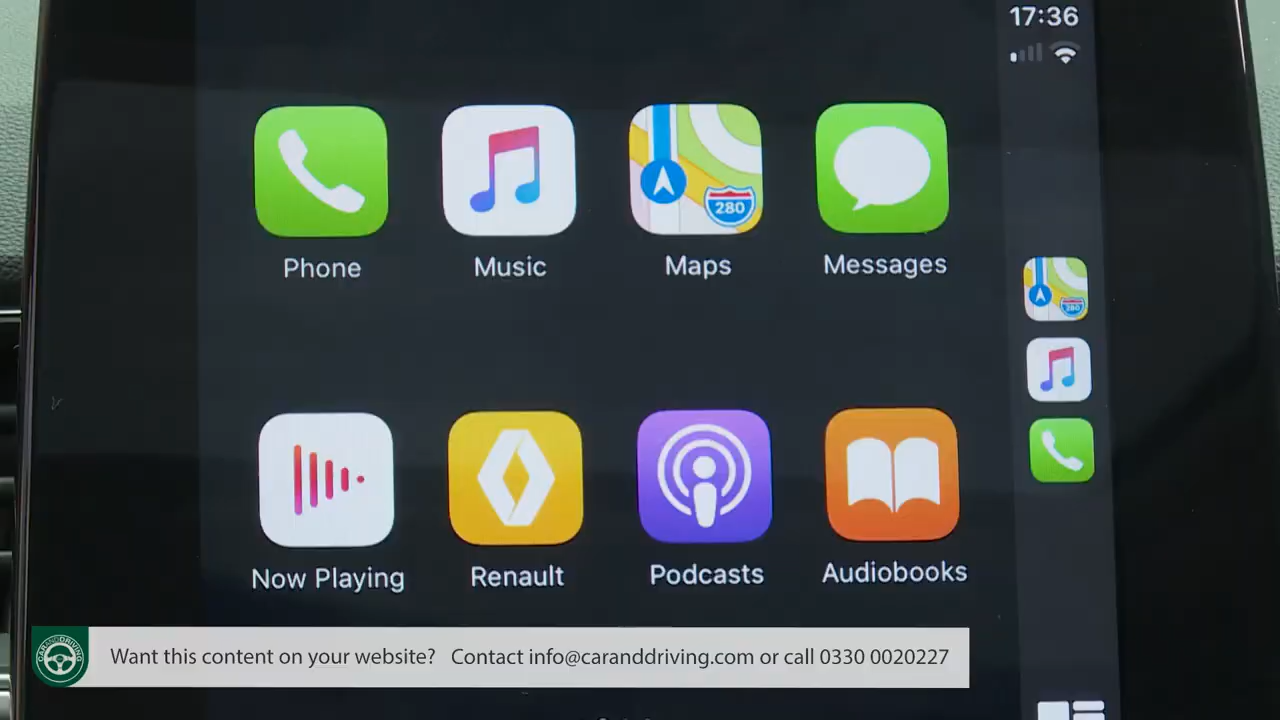 17:36
280
Phone
Music
Maps
Messages
280
Now Playing
Renault
Podcasts
Audiobooks
CARANDDRIVING
Want this content on your website? Contact info@caranddriving.com or call 0330 0020227